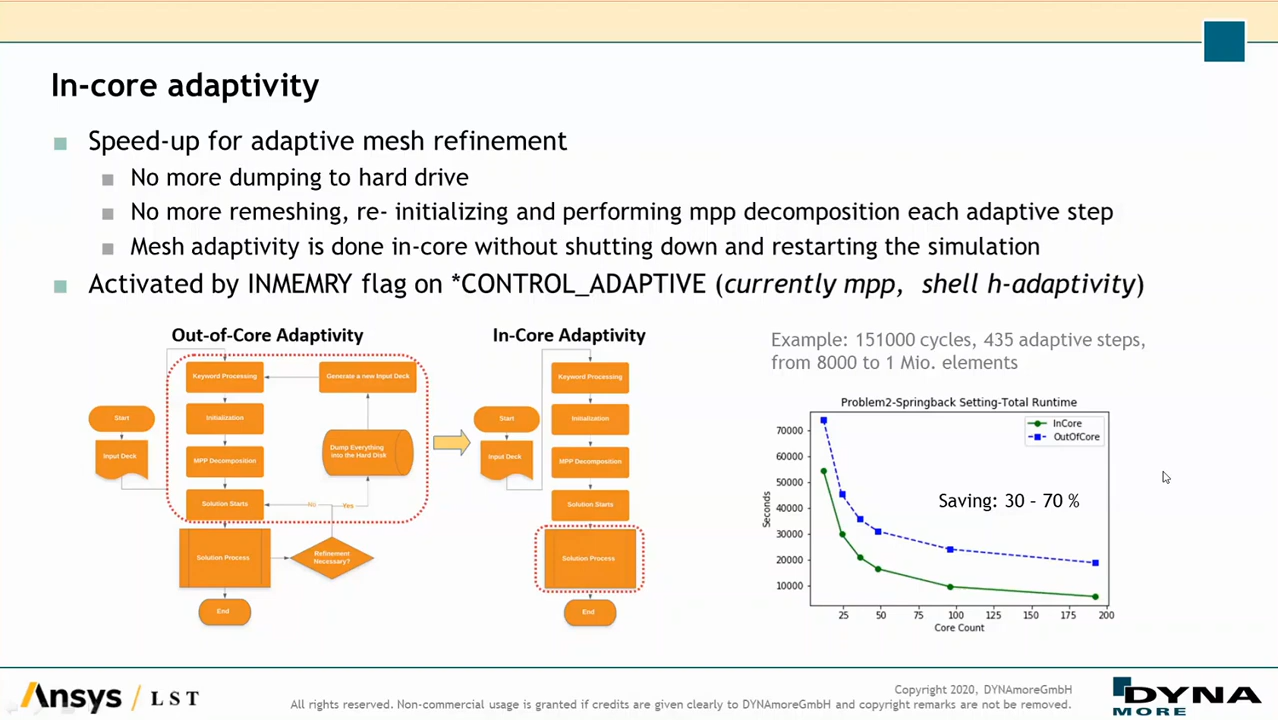 In-core adaptivity
Speed-up for adaptive mesh refinement
No more dumping to hard drive
No more remeshing, re- initializing and performing mpp decomposition each adaptive step
Mesh adaptivity is done in-core without shutting down and restarting the simulation
Activated by INMEMRY flag on *CONTROL_ADAPTIVE (currently mpp, shell h-adaptivity)
Out-of-Core Adaptivity
Start
Input Deck
Keyword Processing
Initialization
MPP Decomposition
Solution Starts
Solution Process
End
Generate a new Input Deck
Dump Everything
into the Hard Disk
No
Yes
Refinement
Necessary?
In-Core Adaptivity
Start
Input Deck
Keyword Processing
Initialization
MPP Decomposition
Solution Starts
Solution Process
End
Example: 151000 cycles, 435 adaptive steps,
from 8000 to 1 Mio. elements
Problem2-Springback Setting-Total Runtime
InCore
OutOfCore
Saving: 30 - 70 %
Seconds
70000
60000
50000
40000
30000
20000
10000
25 50 75 100 125 150 175 200
Core Count
Ansys / LST
Copyright 2020, DYNAmoreGmbH
All rights reserved. Non-commercial usage is granted if credits are given clearly to DYNAmoreGmbH and copyright remarks are not be removed.
DYNA
MORE